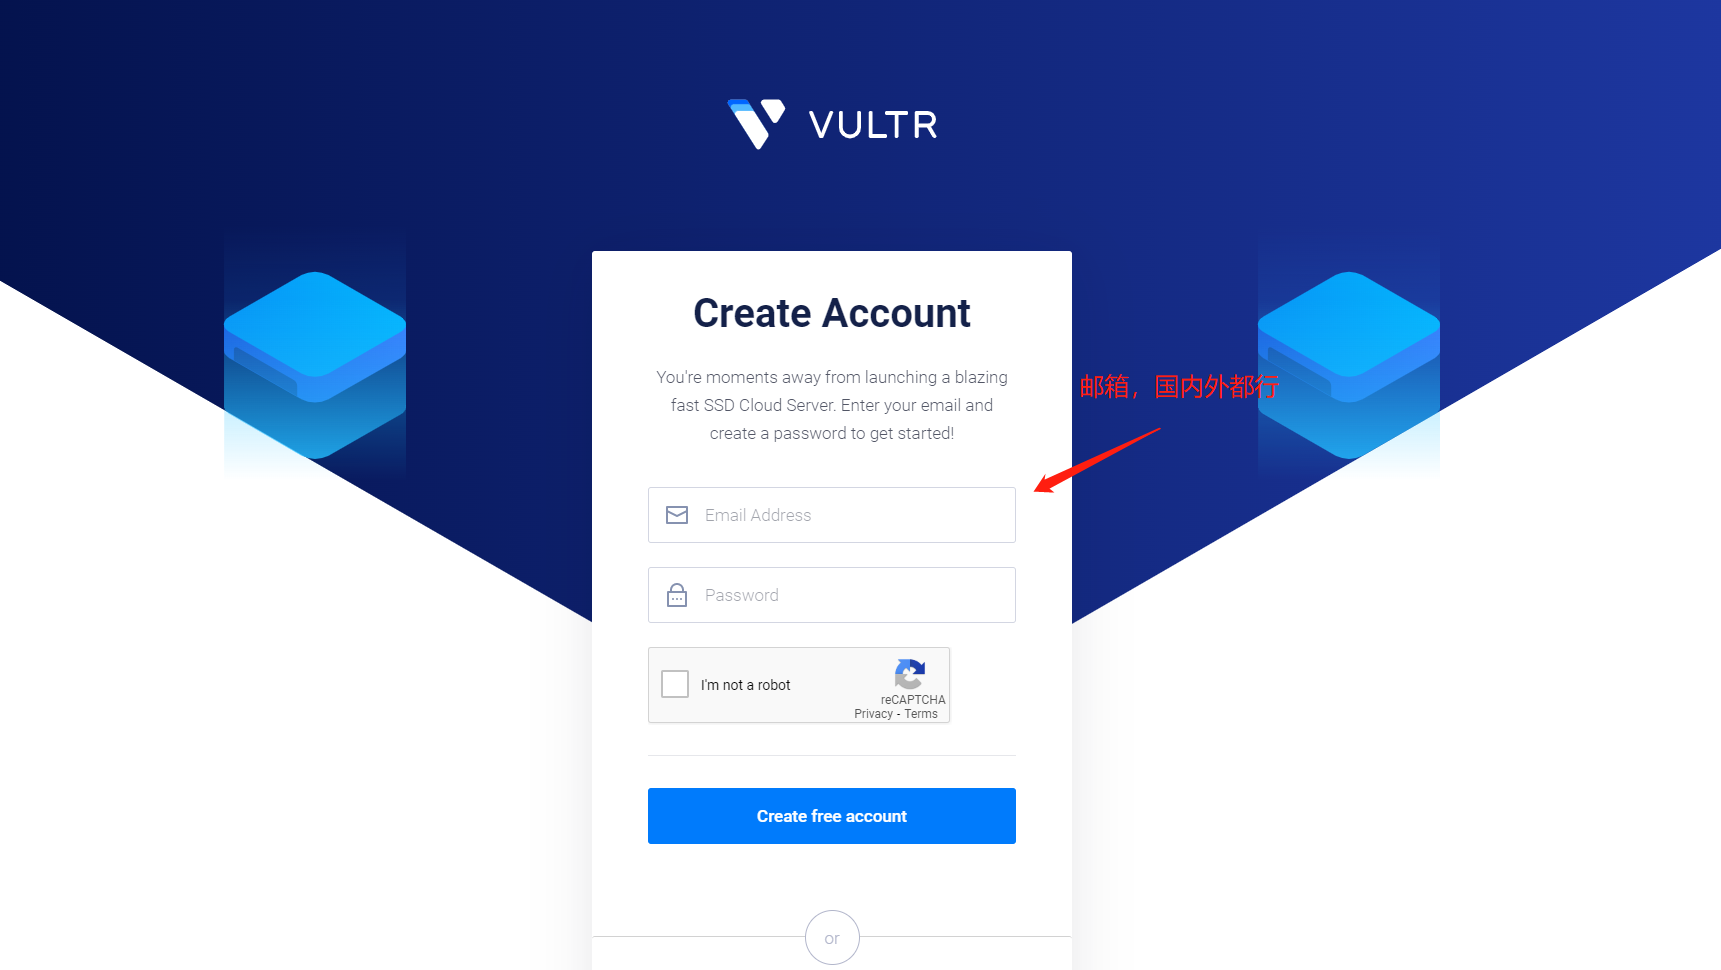 VULTR
Create Account
You're moments away from launching a blazing
fast SSD Cloud Server. Enter your email and
create a password to get started!
邮箱，国内外都行
Email Address
Password
I'm not a robot
reCAPTCHA
Privacy - Terms
Create free account
or